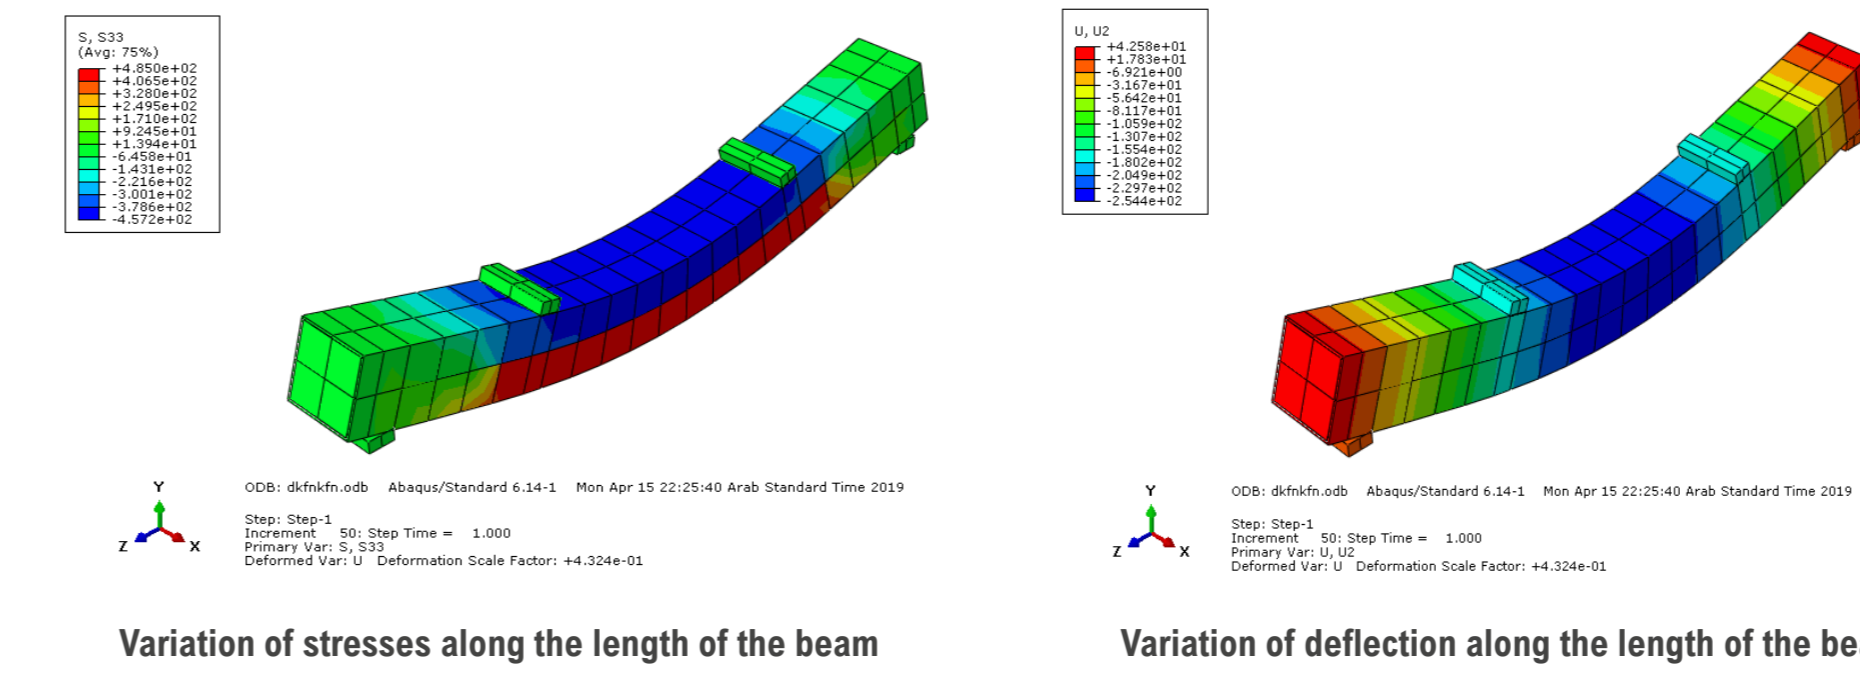 S, S33
(Avg: 75%)
+4.850e+02
+4.065e+02
+3.280e+02
+2.495e+02
+1.710e+02
+9.245e+01
+1.394e+01
-6.458e+01
-1.431e+02
-2.216e+02
-3.001e+02
-3.786e+02
-4.572e+02
Y
Z
X
ODB: dkfnkfn.odb Abaqus/Standard 6.14-1 Mon Apr 15 22:25:40 Arab Standard Time 2019
Step: Step-1
Increment 50: Step Time = 1.000
Primary Var: S, S33
Deformed Var: U Deformation Scale Factor: +4.324e-01
Variation of stresses along the length of the beam
U, U2
+4.258e+01
+1.783e+01
-6.921e+00
-3.167e+01
-5.642e+01
-8.117e+01
-1.059e+02
-1.307e+02
-1.554e+02
-1.802e+02
-2.049e+02
-2.297e+02
-2.544e+02
Y
Z
X
ODB: dkfnkfn.odb Abaqus/Standard 6.14-1 Mon Apr 15 22:25:40 Arab Standard Time 2019
Step: Step-1
Increment 50: Step Time = 1.000
Primary Var: U, U2
Deformed Var: U Deformation Scale Factor: +4.324e-01
Variation of deflection along the length of the